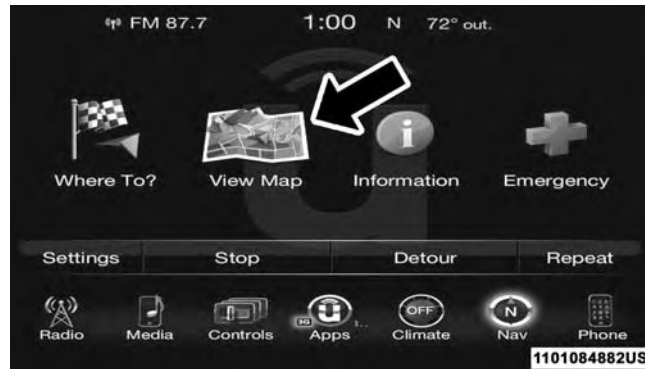 FM 87.7 1:00 N 72° out.
Where To? View Map Information Emergency
Settings Stop Detour Repeat
3G OFF N
Radio Media Controls Apps Climate Nav Phone
1101084882US